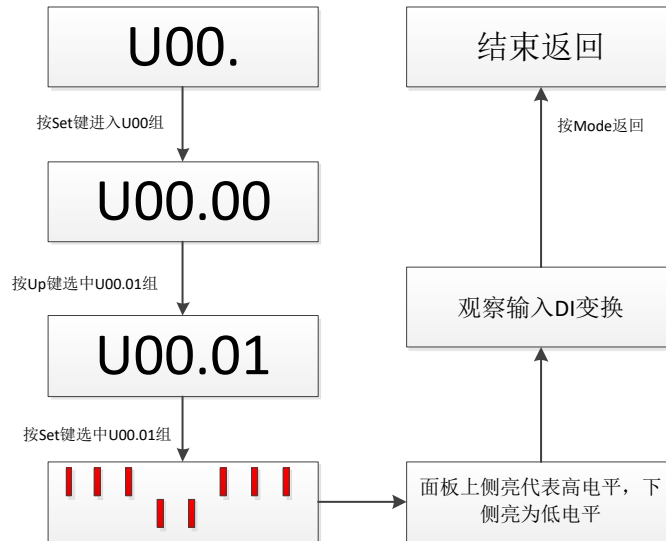 U00.
按Set键进入U00组
U00.00
按Up键选中U00.01组
U00.01
按Set键选中U00.01组
面板上侧亮代表高电平，下
侧亮为低电平
观察输入DI变换
按Mode返回
结束返回